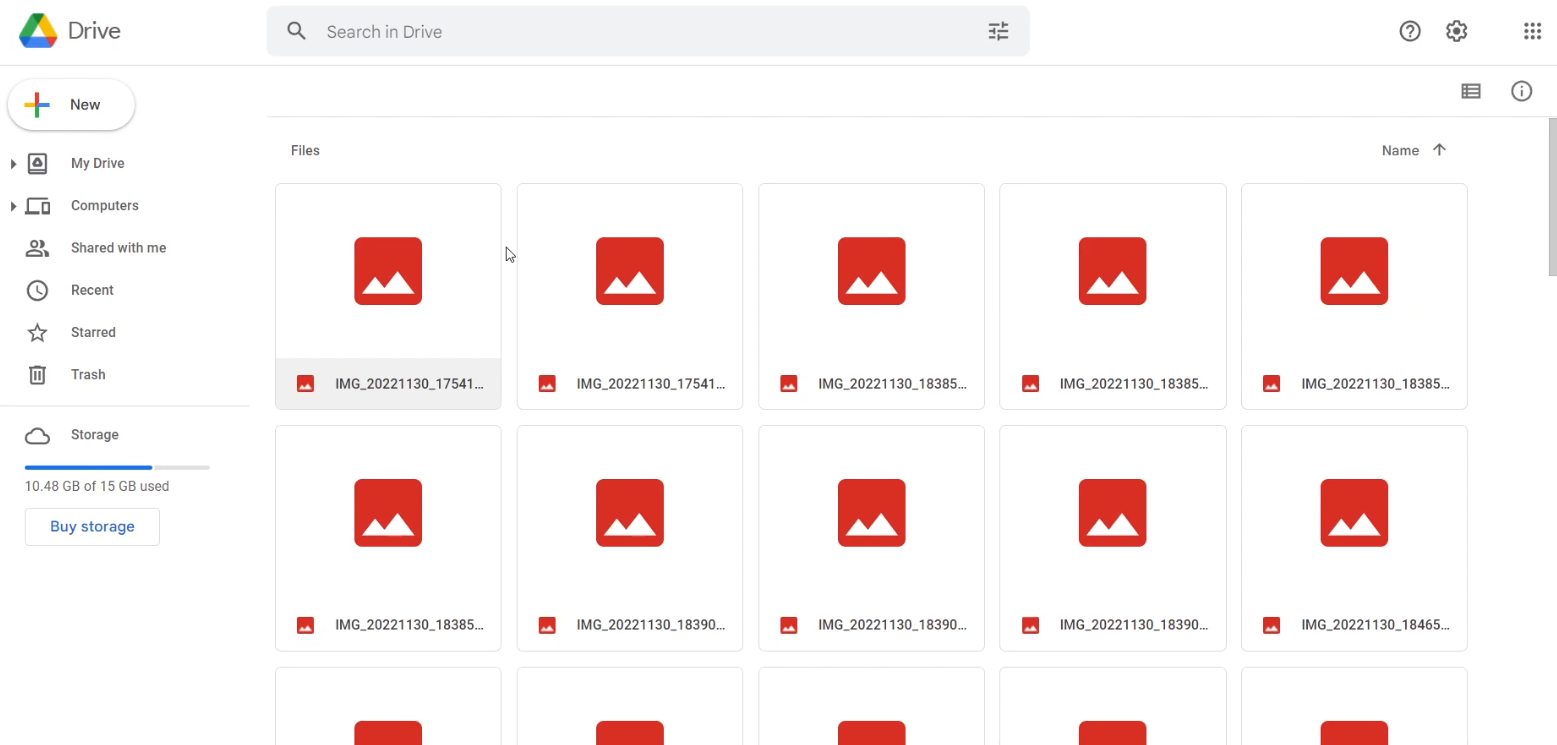 Drive
Search in Drive
New
My Drive
Computers
Shared with me
Recent
Starred
Trash
Storage
10.48 GB of 15 GB used
Buy storage
Files
Name
IMG_20221130_17541...
IMG_20221130_17541...
IMG_20221130_18385...
IMG_20221130_18385...
IMG_20221130_18385...
IMG_20221130_18385...
IMG_20221130_18390...
IMG_20221130_18390...
IMG_20221130_18390...
IMG_20221130_18465...